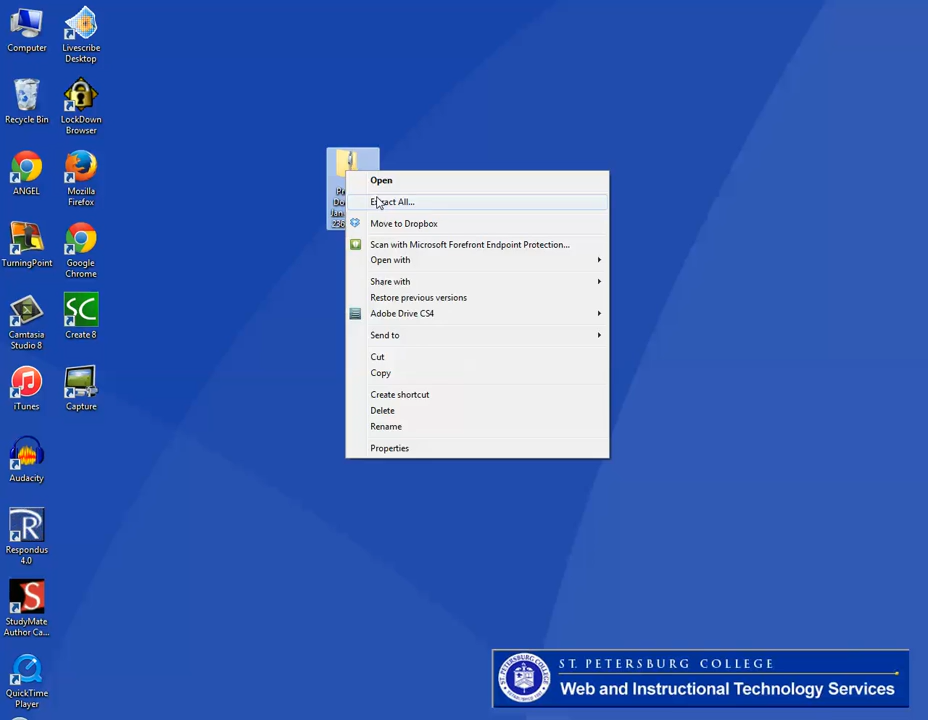 Computer
Livescribe
Desktop
Recycle Bin
LockDown
Browser
ANGEL
Mozilla
Firefox
TurningPoint
Google
Chrome
Camtasia
Studio 8
Create 8
iTunes
Capture
Audacity
Respondus
4.0
StudyMate
Author Ca...
QuickTime
Player
Open
Extract All...
Move to Dropbox
Scan with Microsoft Forefront Endpoint Protection...
Open with
Share with
Restore previous versions
Adobe Drive CS4
Send to
Cut
Copy
Create shortcut
Delete
Rename
Properties
SC
ST. PETERSBURG COLLEGE
Web and Instructional Technology Services